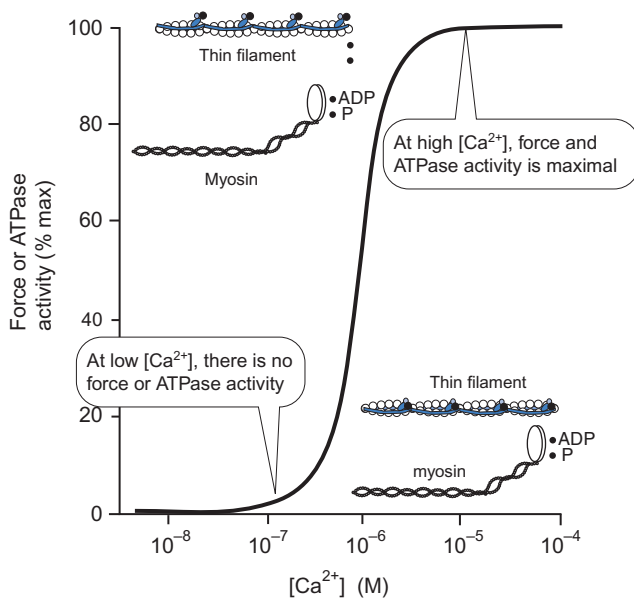 100
Thin filament
ADP
P
80
Myosin
At high [Ca²⁺], force and
ATPase activity is maximal
60
Force or ATPase
activity (% max)
40
At low [Ca²⁺], there is no
force or ATPase activity
Thin filament
20
ADP
P
myosin
0
10⁻⁸
10⁻⁷
10⁻⁶
10⁻⁵
10⁻⁴
[Ca²⁺] (M)